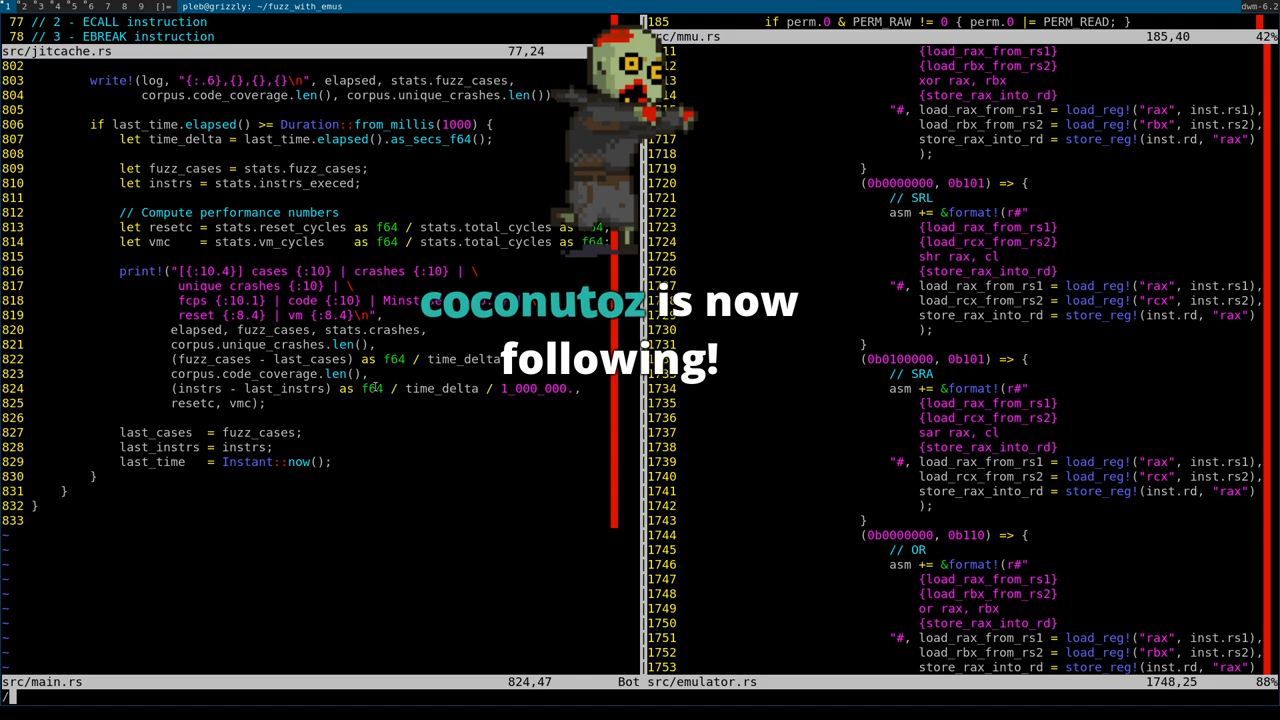 1 2 3 4 5 6 7 8 9 []= pleb@grizzly: ~/fuzz_with_emus dwm-6.2
77 // 2 - ECALL instruction
78 // 3 - EBREAK instruction
src/jitcache.rs 77,24
802
803 write!(log, "{:.6},{},{},{}\n", elapsed, stats.fuzz_cases,
804 corpus.code_coverage.len(), corpus.unique_crashes.len())
805
806 if last_time.elapsed() >= Duration::from_millis(1000) {
807 let time_delta = last_time.elapsed().as_secs_f64();
808
809 let fuzz_cases = stats.fuzz_cases;
810 let instrs = stats.instrs_execed;
811
812 // Compute performance numbers
813 let resetc = stats.reset_cycles as f64 / stats.total_cycles as f64;
814 let vmc = stats.vm_cycles as f64 / stats.total_cycles as f64;
815
816 print!("[{:10.4}] cases {:10} | crashes {:10} | \
817 unique crashes {:10} | \
818 fcps {:10.1} | code {:10} | Minst
819 reset {:8.4} | vm {:8.4}\n",
820 elapsed, fuzz_cases, stats.crashes,
821 corpus.unique_crashes.len(),
822 (fuzz_cases - last_cases) as f64 / time_delta
823 corpus.code_coverage.len(),
824 (instrs - last_instrs) as f64 / time_delta / 1_000_000.,
825 resetc, vmc);
826
827 last_cases = fuzz_cases;
828 last_instrs = instrs;
829 last_time = Instant::now();
830 }
831 }
832 }
833
~
~
~
~
~
~
~
~
~
~
src/main.rs 824,47 Bot
/
185 if perm.0 & PERM_RAW != 0 { perm.0 |= PERM_READ; }
src/mmu.rs 185,40 42%
{load_rax_from_rs1}
{load_rbx_from_rs2}
xor rax, rbx
{store_rax_into_rd}
"#, load_rax_from_rs1 = load_reg!("rax", inst.rs1),
load_rbx_from_rs2 = load_reg!("rbx", inst.rs2),
1717 store_rax_into_rd = store_reg!(inst.rd, "rax")
1718 );
1719 }
1720 (0b0000000, 0b101) => {
1721 // SRL
1722 asm += &format!(r#"
1723 {load_rax_from_rs1}
1724 {load_rcx_from_rs2}
1725 shr rax, cl
1726 {store_rax_into_rd}
1727 "#, load_rax_from_rs1 = load_reg!("rax", inst.rs1),
1728 load_rcx_from_rs2 = load_reg!("rcx", inst.rs2),
1729 store_rax_into_rd = store_reg!(inst.rd, "rax")
1730 );
1731 }
(0b0100000, 0b101) => {
1733 // SRA
1734 asm += &format!(r#"
1735 {load_rax_from_rs1}
1736 {load_rcx_from_rs2}
1737 sar rax, cl
1738 {store_rax_into_rd}
1739 "#, load_rax_from_rs1 = load_reg!("rax", inst.rs1),
1740 load_rcx_from_rs2 = load_reg!("rcx", inst.rs2),
1741 store_rax_into_rd = store_reg!(inst.rd, "rax")
1742 );
1743 }
1744 (0b0000000, 0b110) => {
1745 // OR
1746 asm += &format!(r#"
1747 {load_rax_from_rs1}
1748 {load_rbx_from_rs2}
1749 or rax, rbx
1750 {store_rax_into_rd}
1751 "#, load_rax_from_rs1 = load_reg!("rax", inst.rs1),
1752 load_rbx_from_rs2 = load_reg!("rbx", inst.rs2),
1753 store_rax_into_rd = store_reg!(inst.rd, "rax")
src/emulator.rs 1748,25 88%
coconutoz is now
following!